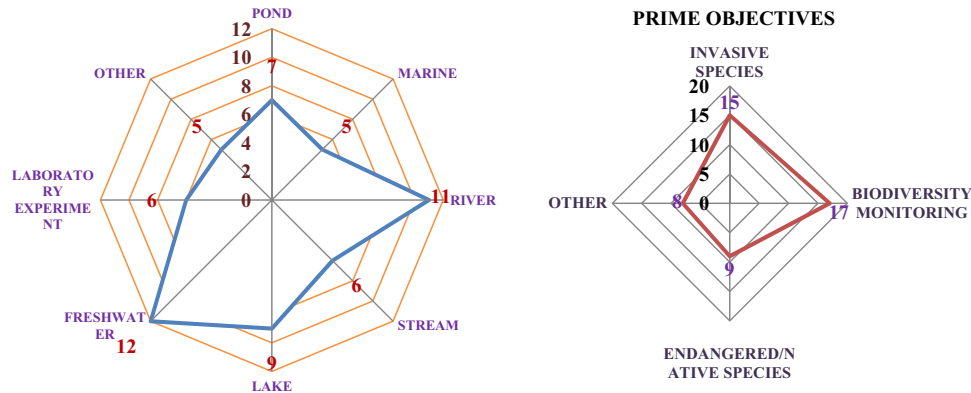 POND
12
10
8
6
4
2
0
7
MARINE
5
11
RIVER
6
STREAM
9
LAKE
FRESHWAT
ER
12
LABORATO
RY
EXPERIME
NT
6
OTHER
5
PRIME OBJECTIVES
INVASIVE
SPECIES
20
15
10
5
0
15
BIODIVERSITY
MONITORING
17
9
ENDANGERED/N
ATIVE SPECIES
OTHER
8